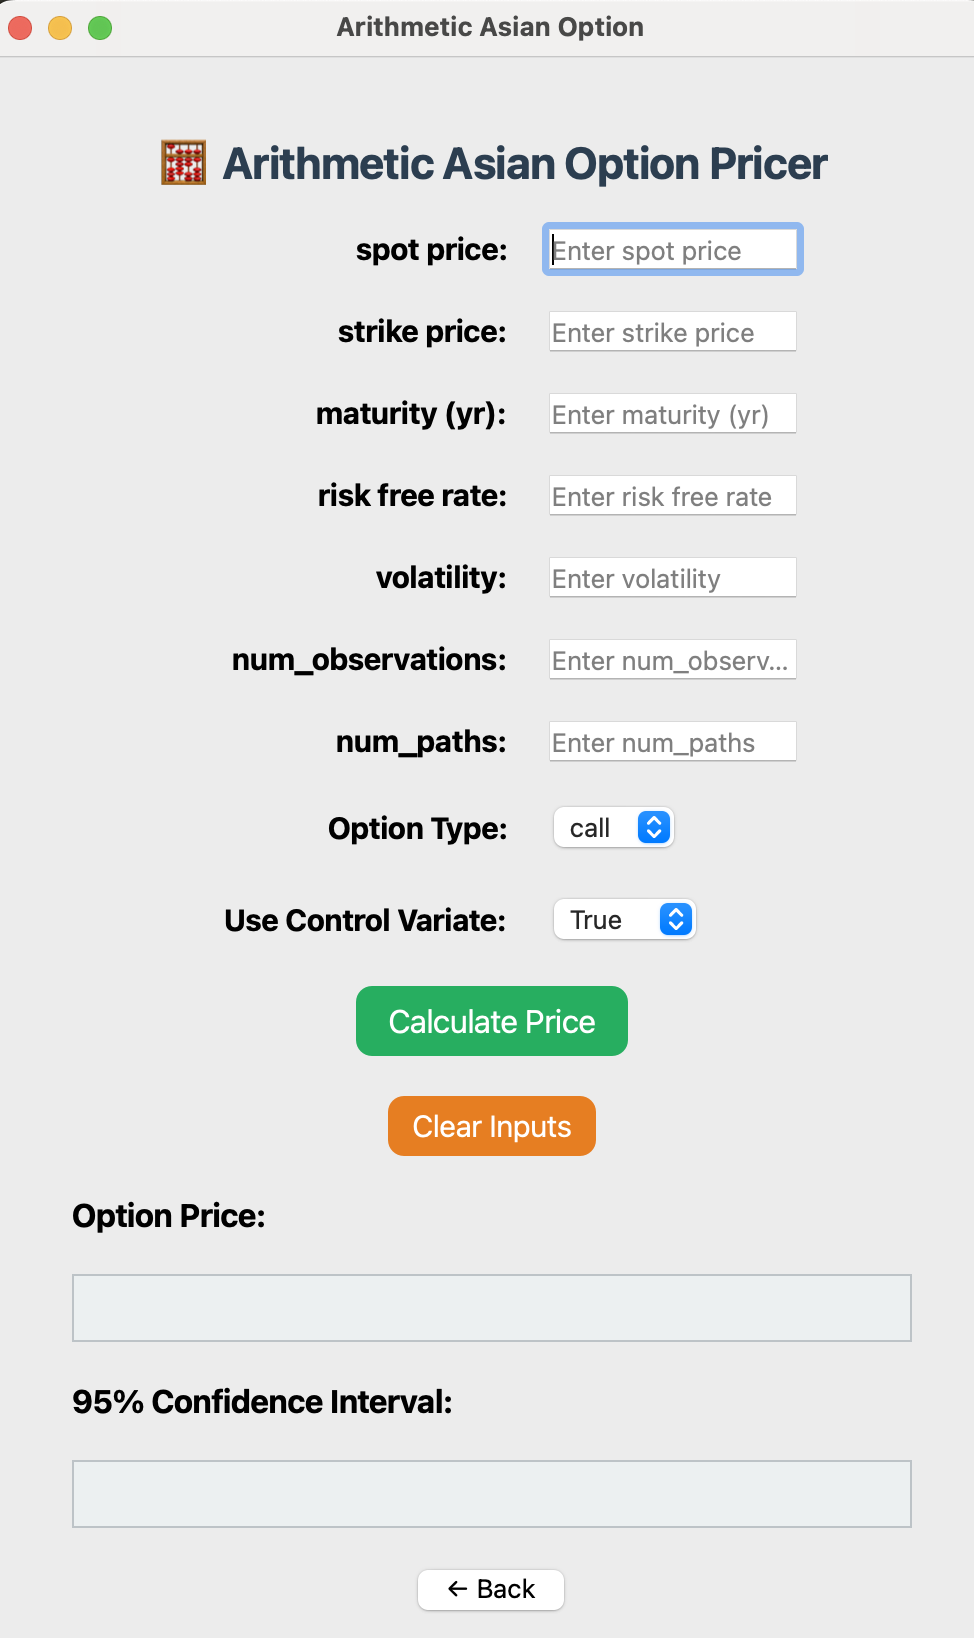 Arithmetic Asian Option
🧮 Arithmetic Asian Option Pricer
spot price: Enter spot price
strike price: Enter strike price
maturity (yr): Enter maturity (yr)
risk free rate: Enter risk free rate
volatility: Enter volatility
num_observations: Enter num_observ...
num_paths: Enter num_paths
Option Type: call
Use Control Variate: True
Calculate Price
Clear Inputs
Option Price:
95% Confidence Interval:
← Back